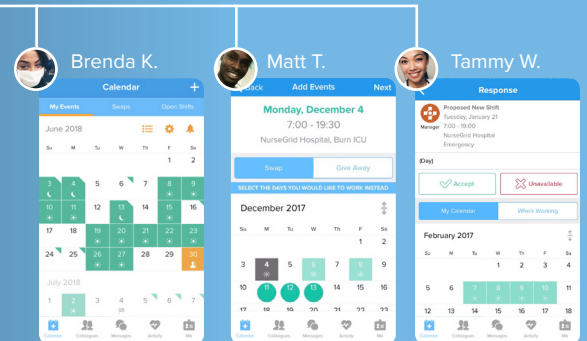 Brenda K.
Calendar
+
My Events Swaps Open Shifts
June 2018
Su M Tu W Th F Sa
1 2
3 4 5 6 7 8 9
10 11 12 13 14 15 16
17 18 19 20 21 22 23
24 25 26 27 28 29 30
July 2018
1 2 3 4 5 6 7
Calendar Colleagues Messages Activity Me
Matt T.
Back Add Events Next
Monday, December 4
7:00 - 19:30
NurseGrid Hospital, Burn ICU
Swap Give Away
SELECT THE DAYS YOU WOULD LIKE TO WORK INSTEAD
December 2017
Su M Tu W Th F Sa
1 2
3 4 5 6 7 8 9
10 11 12 13 14 15 16
17 18 19 20 21 22 23
Calendar Colleagues Messages Activity Me
Tammy W.
Response
Manager
Proposed New Shift
Tuesday, January 21
7:00 - 19:00
NurseGrid Hospital
Emergency
(Day)
Accept Unavailable
My Calendar Who's Working
February 2017
Su M Tu W Th F Sa
1 2 3 4
5 6 7 8 9 10 11
12 13 14 15 16 17 18
Calendar Colleagues Messages Activity Me